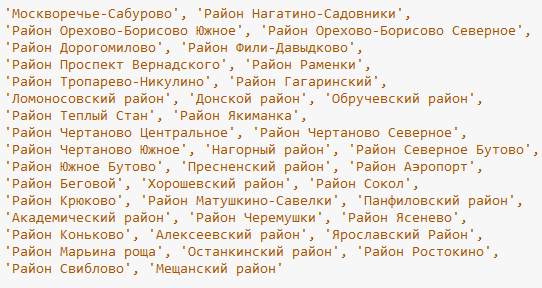 'Москворечье-Сабурово', 'Район Нагатино-Садовники',
'Район Орехово-Борисово Южное', 'Район Орехово-Борисово Северное',
'Район Дорогомилово', 'Район Фили-Давыдково',
'Район Проспект Вернадского', 'Район Раменки',
'Район Тропарево-Никулино', 'Район Гагаринский',
'Ломоносовский район', 'Донской район', 'Обручевский район',
'Район Теплый Стан', 'Район Якиманка',
'Район Чертаново Центральное', 'Район Чертаново Северное',
'Район Чертаново Южное', 'Нагорный район', 'Район Северное Бутово',
'Район Южное Бутово', 'Пресненский район', 'Район Аэропорт',
'Район Беговой', 'Хорошевский район', 'Район Сокол',
'Район Крюково', 'Район Матушкино-Савелки', 'Панфиловский район',
'Академический район', 'Район Черемушки', 'Район Ясенево',
'Район Коньково', 'Алексеевский район', 'Ярославский Район',
'Район Марьина роща', 'Останкинский район', 'Район Ростокино',
'Район Свиблово', 'Мещанский район'